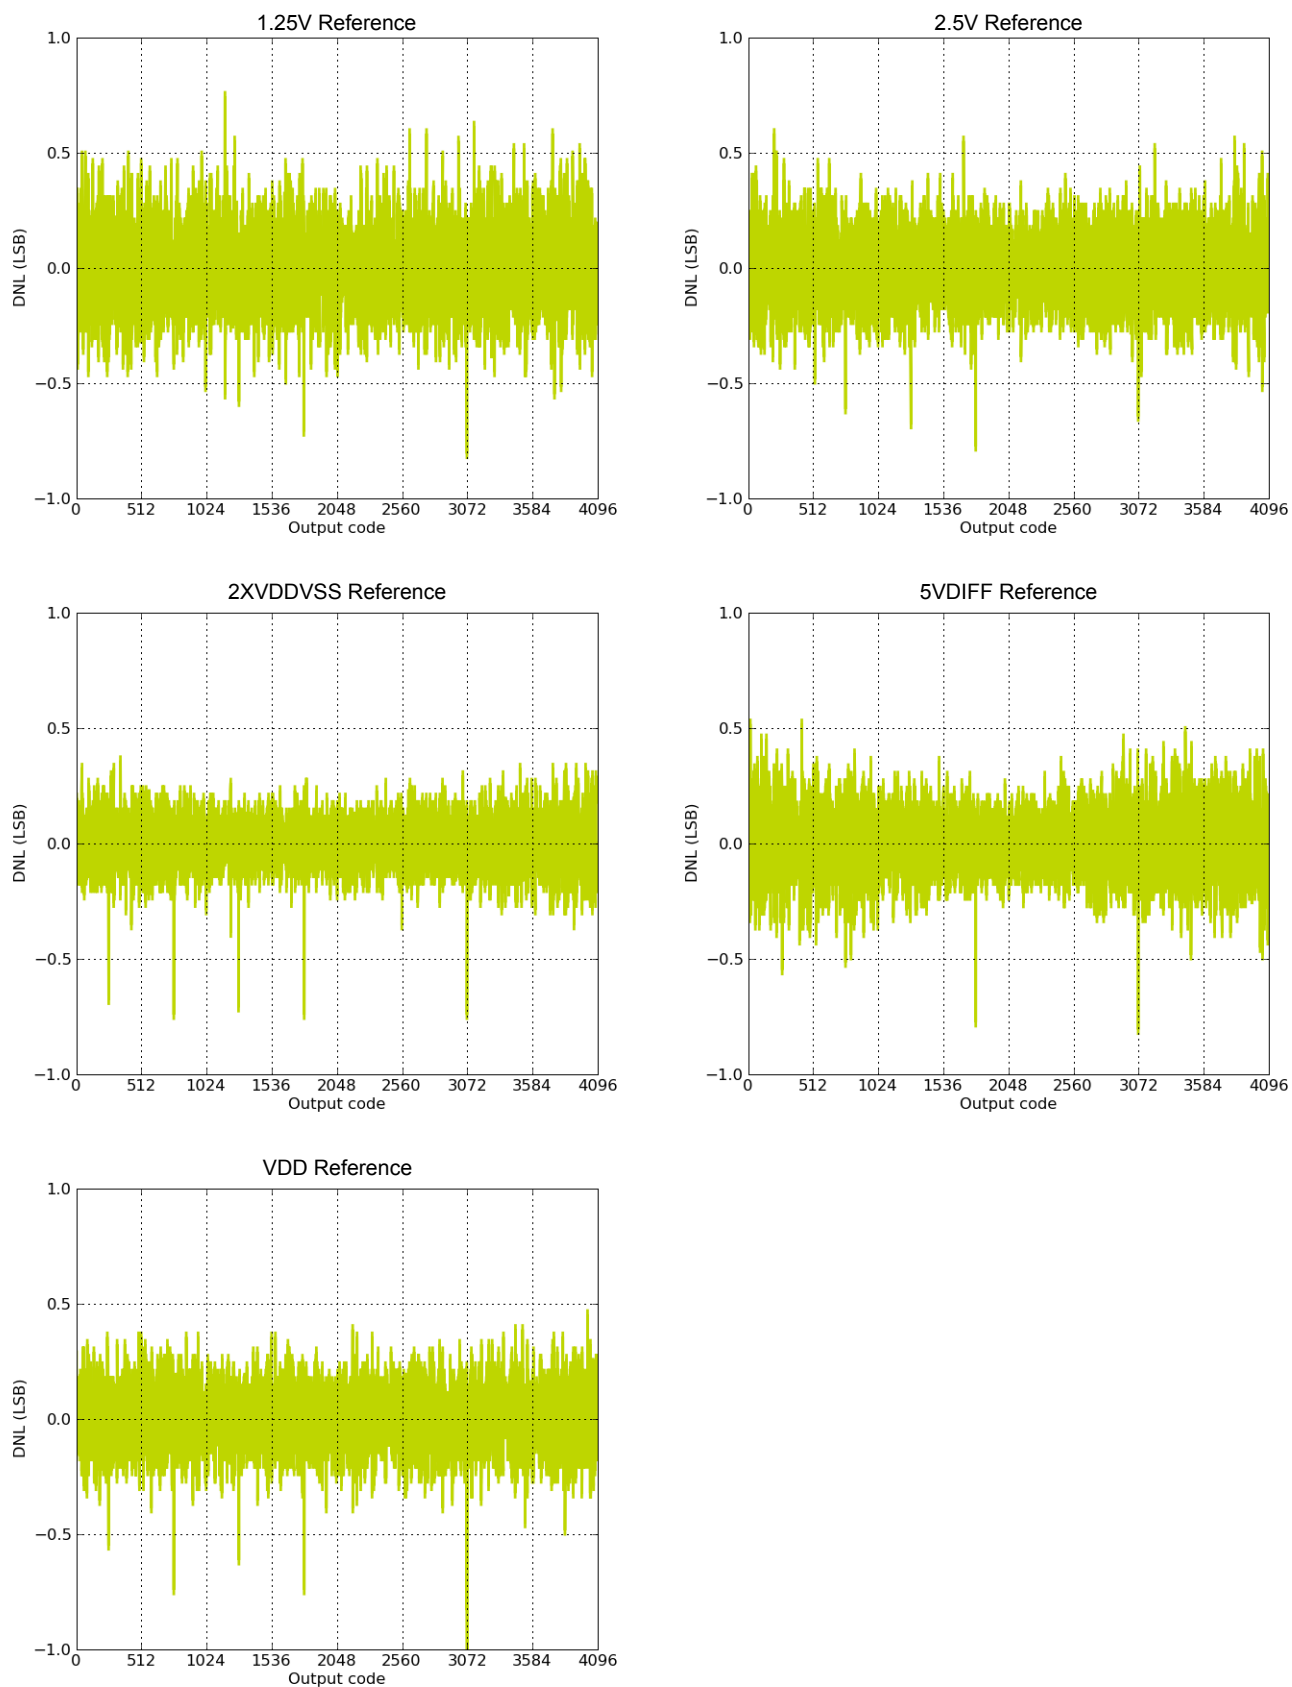 1.25V Reference
1.0
0.5
0.0
−0.5
−1.0
DNL (LSB)
0 512 1024 1536 2048 2560 3072 3584 4096
Output code
2.5V Reference
1.0
0.5
0.0
−0.5
−1.0
DNL (LSB)
0 512 1024 1536 2048 2560 3072 3584 4096
Output code
2XVDDVSS Reference
1.0
0.5
0.0
−0.5
−1.0
DNL (LSB)
0 512 1024 1536 2048 2560 3072 3584 4096
Output code
5VDIFF Reference
1.0
0.5
0.0
−0.5
−1.0
DNL (LSB)
0 512 1024 1536 2048 2560 3072 3584 4096
Output code
VDD Reference
1.0
0.5
0.0
−0.5
−1.0
DNL (LSB)
0 512 1024 1536 2048 2560 3072 3584 4096
Output code